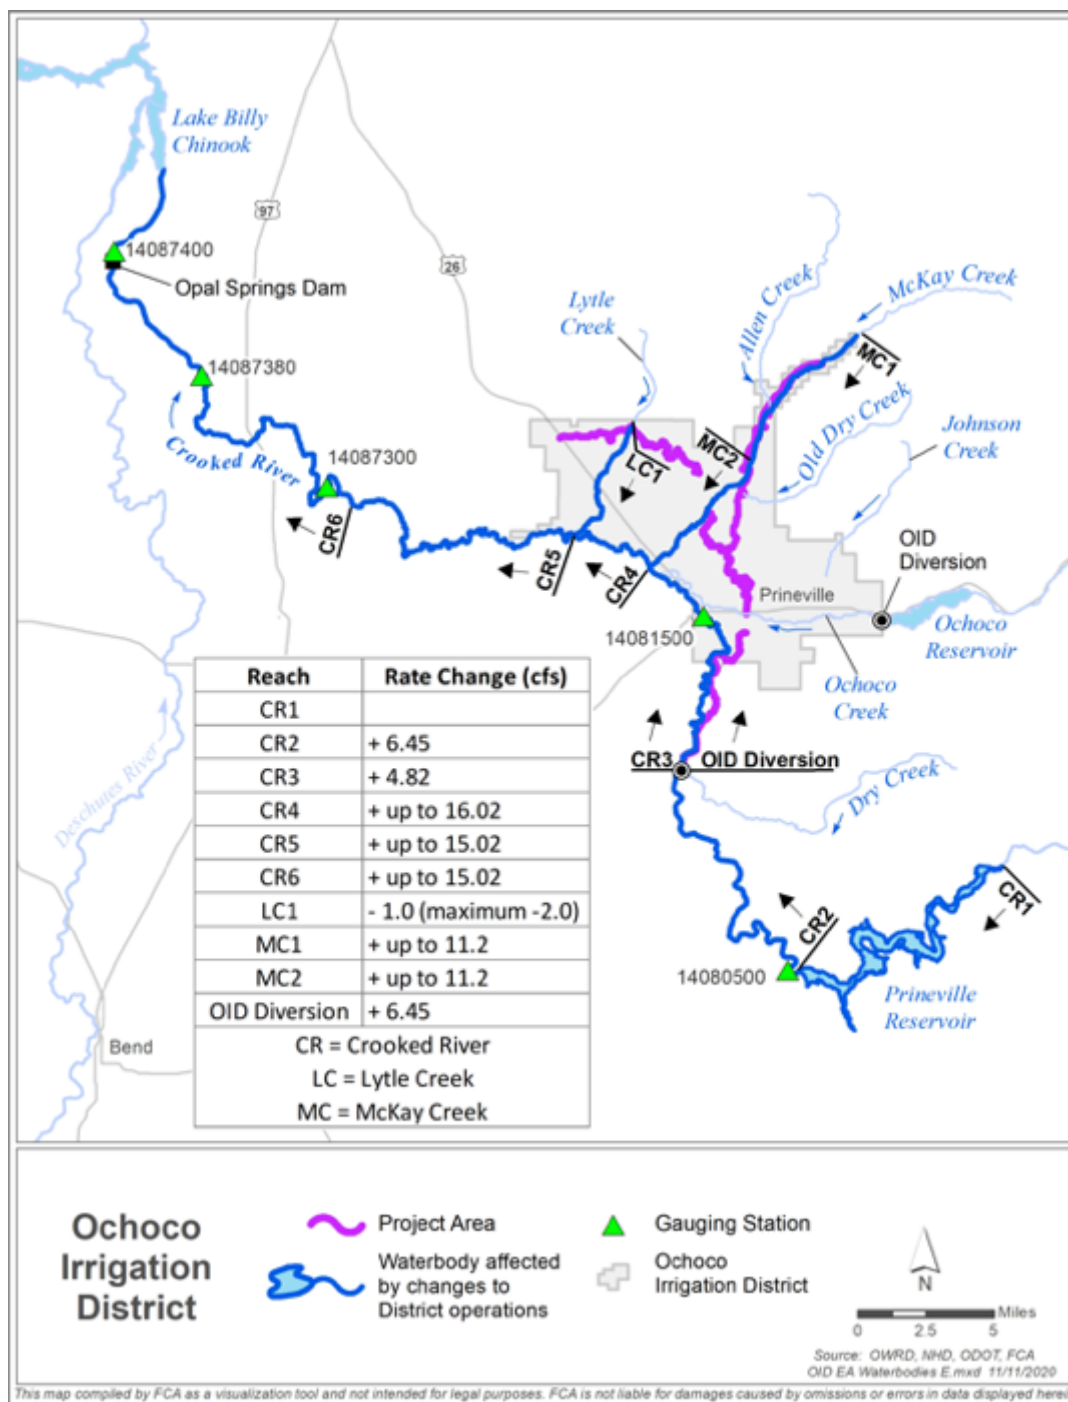 Lake Billy
Chinook
97
14087400
Opal Springs Dam
26
Lytle
Creek
Allen Creek
McKay Creek
MC1
14087380
Old Dry Creek
Johnson
Creek
MC2
LC1
Crooked River
14087300
CR6
CR5
CR4
OID
Diversion
Prineville
14081500
Ochoco
Reservoir
Ochoco
Creek
CR3
OID Diversion
Dry Creek
CR1
CR2
14080500
Prineville
Reservoir
Deschutes River
Bend
Reach Rate Change (cfs)
CR1
CR2 + 6.45
CR3 + 4.82
CR4 + up to 16.02
CR5 + up to 15.02
CR6 + up to 15.02
LC1 - 1.0 (maximum -2.0)
MC1 + up to 11.2
MC2 + up to 11.2
OID Diversion + 6.45
CR = Crooked River
LC = Lytle Creek
MC = McKay Creek
Ochoco
Irrigation
District
Project Area
Waterbody affected
by changes to
District operations
Gauging Station
Ochoco
Irrigation District
N
Miles
0 2.5 5
Source: OWRD, NHD, ODOT, FCA
OID EA Waterbodies E.mxd 11/11/2020
This map compiled by FCA as a visualization tool and not intended for legal purposes. FCA is not liable for damages caused by omissions or errors in data displayed herein